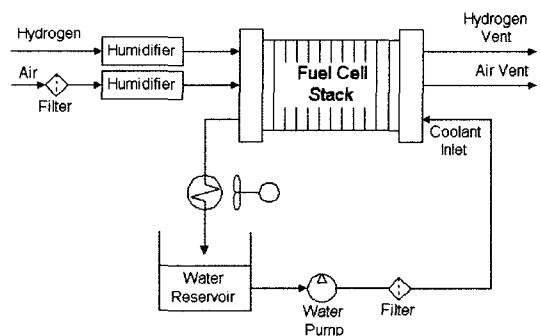 Hydrogen
Humidifier
Air
Filter
Humidifier
Fuel Cell
Stack
Hydrogen
Vent
Air Vent
Coolant
Inlet
Water
Reservoir
Water
Pump
Filter